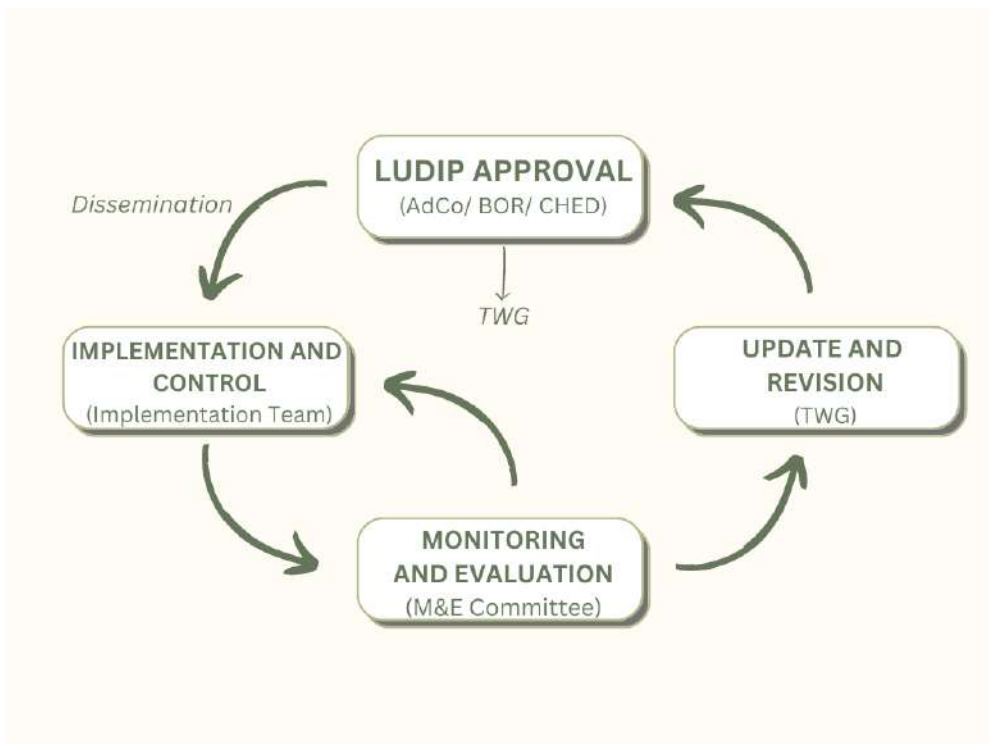 LUDIP APPROVAL
(AdCo/ BOR/ CHED)
Dissemination
TWG
IMPLEMENTATION AND
CONTROL
(Implementation Team)
UPDATE AND
REVISION
(TWG)
MONITORING
AND EVALUATION
(M&E Committee)